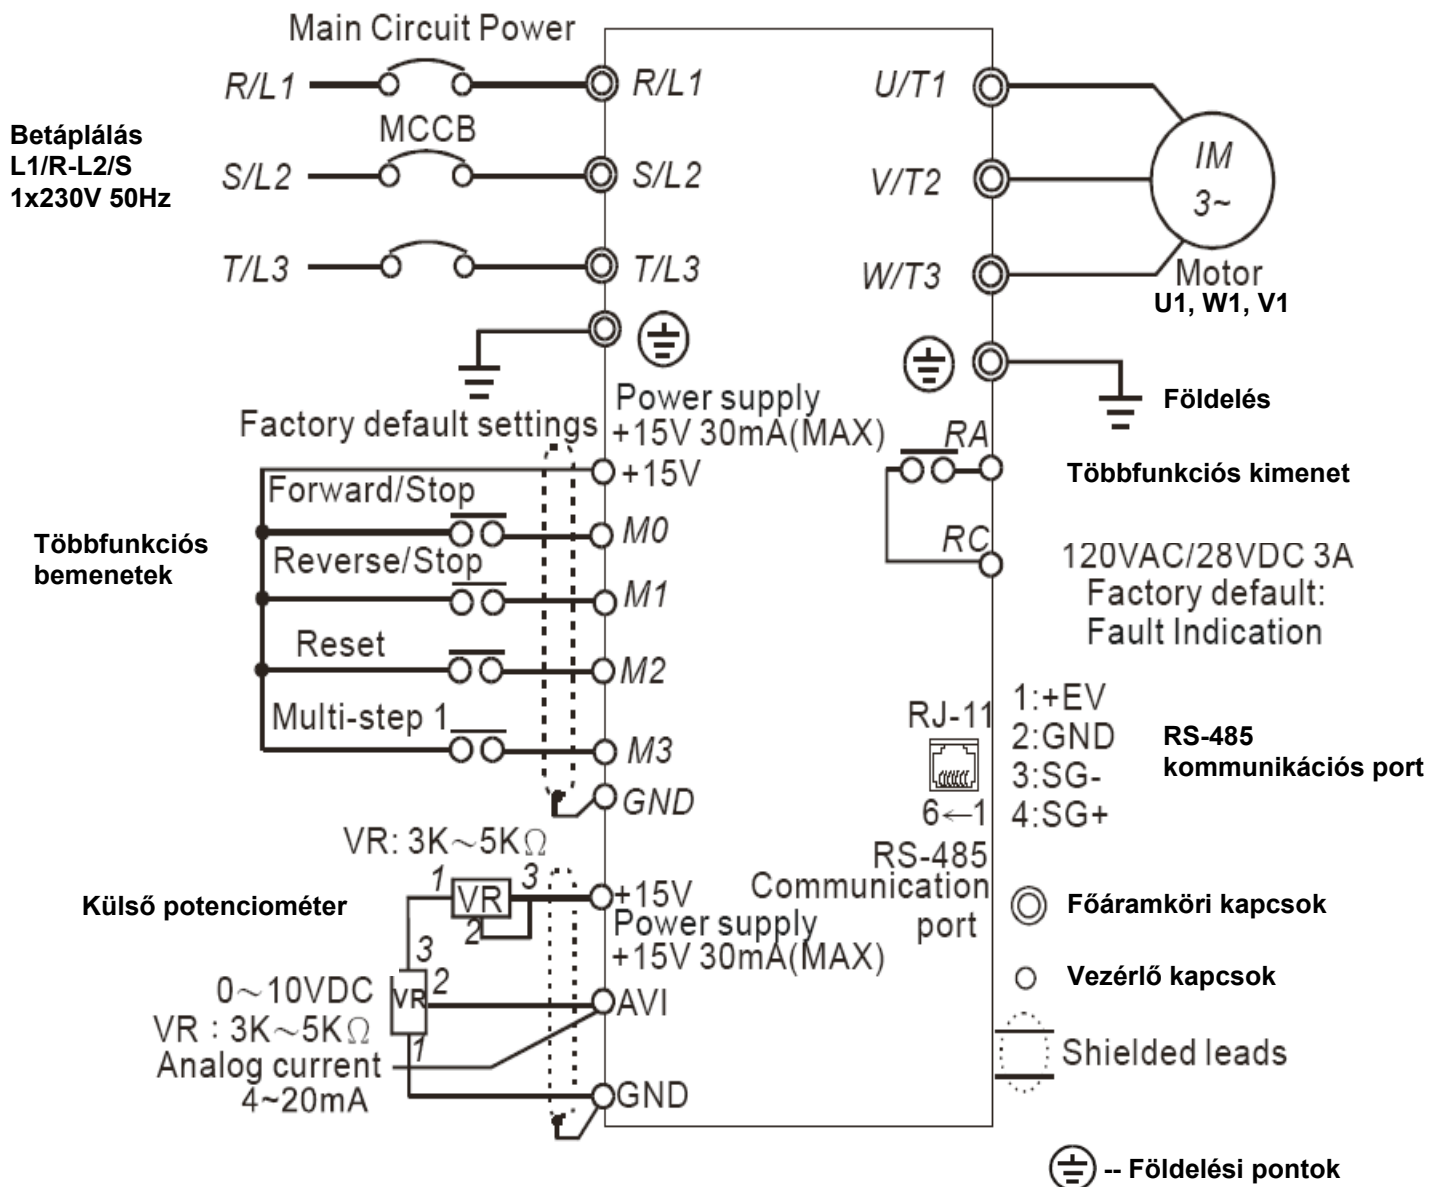 Main Circuit Power
R/L1
R/L1
U/T1
Betáplálás
L1/R-L2/S
1x230V 50Hz
MCCB
S/L2
S/L2
V/T2
IM
3~
T/L3
T/L3
W/T3
Motor
U1, W1, V1
Földelés
Factory default settings
Power supply
+15V 30mA(MAX)
RA
+15V
Többfunkciós kimenet
Forward/Stop
M0
RC
Többfunkciós
bemenetek
Reverse/Stop
M1
120VAC/28VDC 3A
Factory default:
Fault Indication
Reset
M2
Multi-step 1
M3
GND
RJ-11
6←1
1:+EV
2:GND
3:SG-
4:SG+
RS-485
kommunikációs port
RS-485
Communication
port
VR: 3K～5KΩ
1
VR
3
2
+15V
Power supply
+15V 30mA(MAX)
Külső potenciométer
Főáramköri kapcsok
3
2
VR
1
0～10VDC
VR : 3K～5KΩ
AVI
Analog current
4~20mA
GND
Vezérlő kapcsok
Shielded leads
-- Földelési pontok